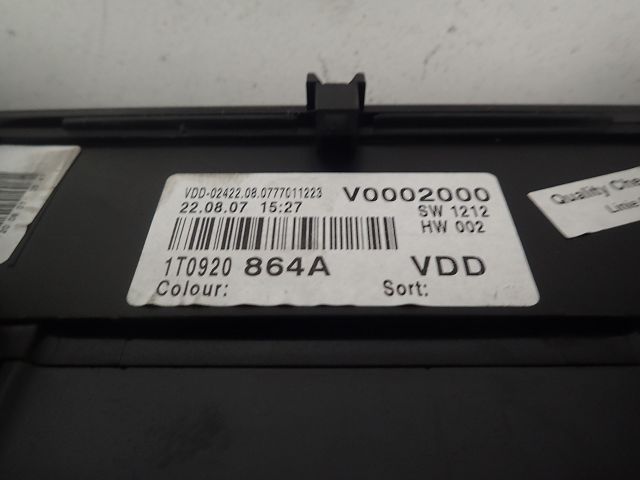 VDD-02422.08.0777011223 V0002000
22.08.07 15:27 SW 1212
HW 002
1T0920 864A VDD
Colour: Sort:
Quality Che
Little